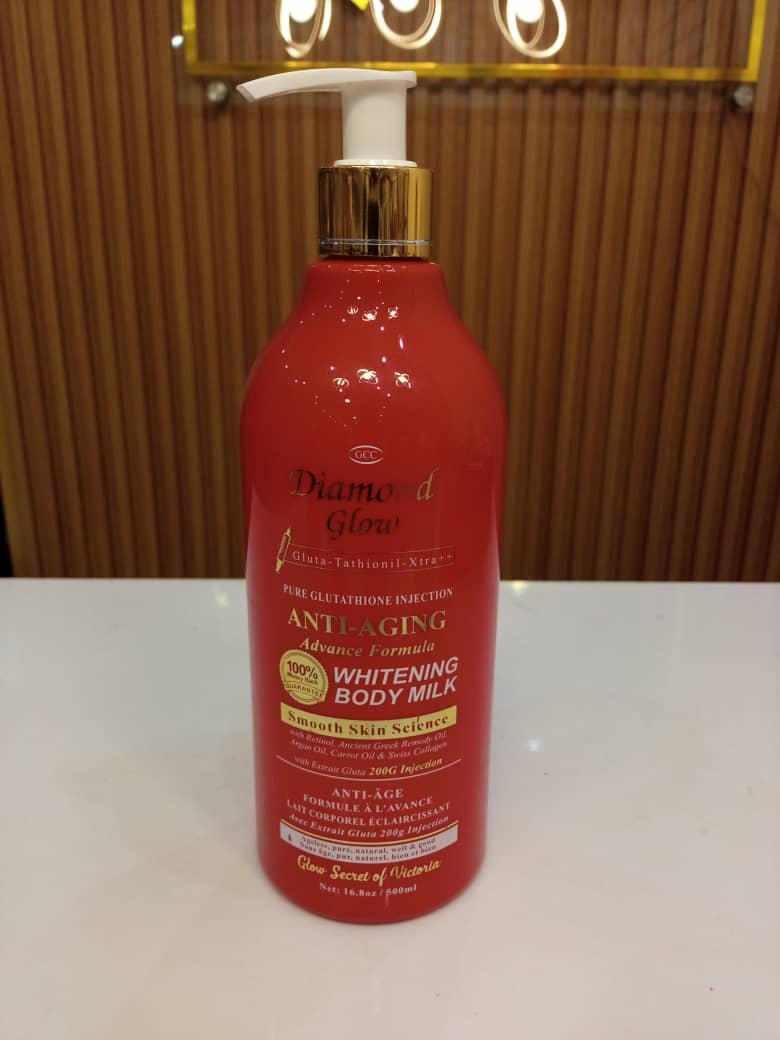 GCC
Diamond
Glow
Gluta-Tathionil-Xtra++
PURE GLUTATHIONE INJECTION
ANTI-AGING
Advance Formula
100%
Money Back
GUARANTEE
WHITENING
BODY MILK
Smooth Skin Science
with Retinol, Ancient Greek Remedy Oil,
Argan Oil, Carrot Oil & Swiss Collagen
with Extrait Gluta 200G Injection
ANTI-ÂGE
FORMULE À L'AVANCE
LAIT CORPOREL ÉCLAIRCISSANT
Avec Extrait Gluta 200g Injection
Ageless, pure, natural, well & good
Sans âge, pur, naturel, bien et bien
Glow Secret of Victoria
Net: 16.8oz / 500ml